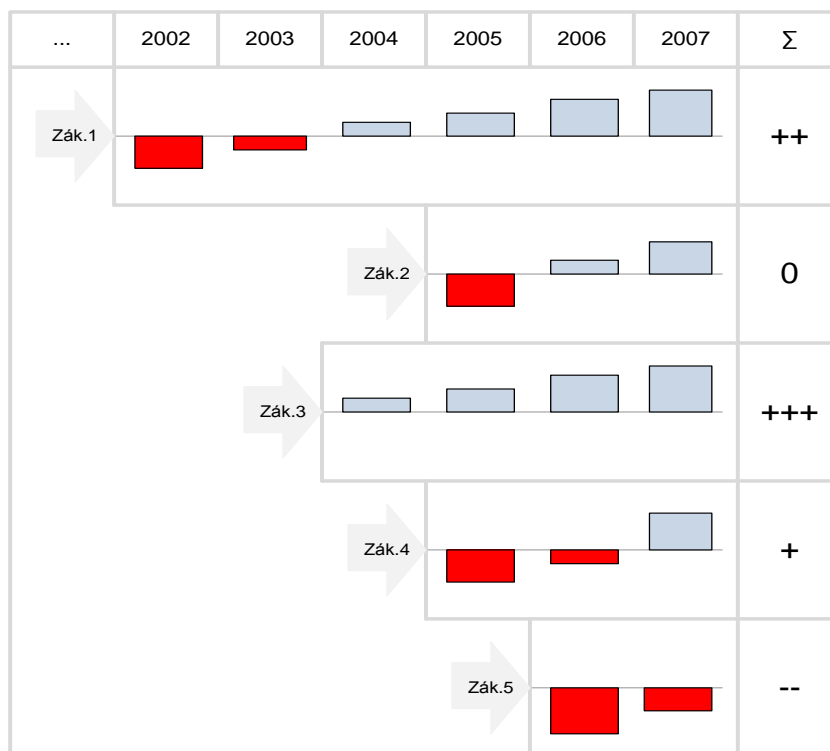 ... 2002 2003 2004 2005 2006 2007 Σ
Zák.1 ++
Zák.2 0
Zák.3 +++
Zák.4 +
Zák.5 --